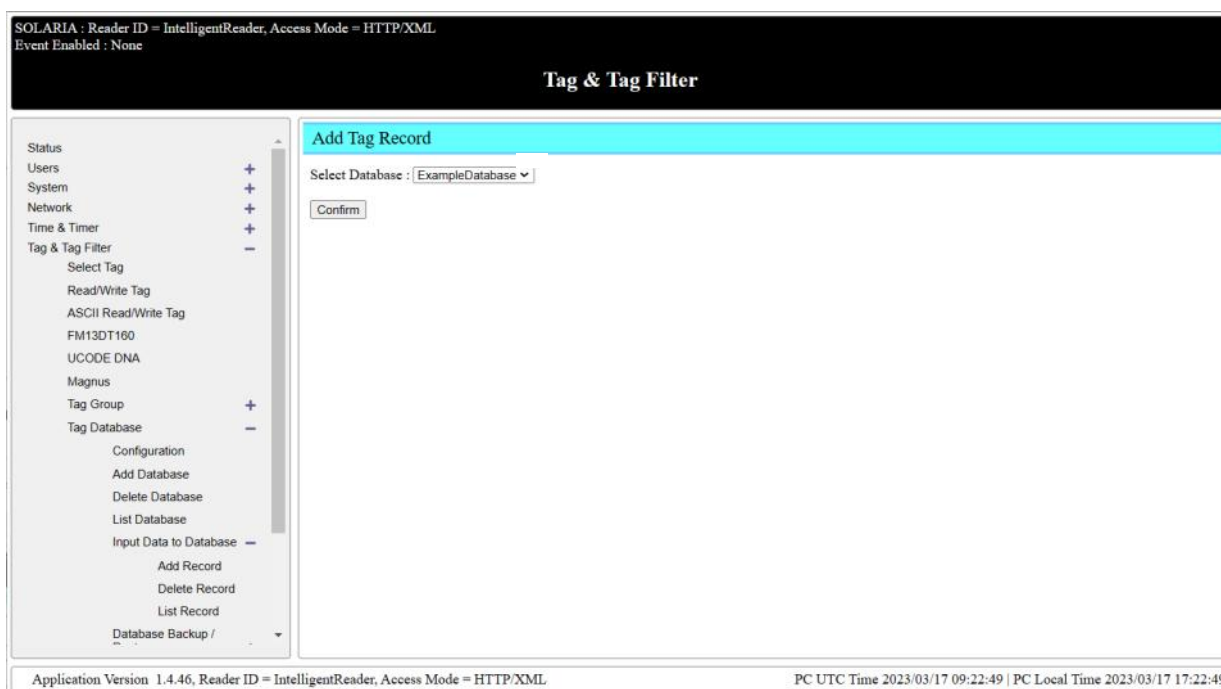 SOLARIA : Reader ID = IntelligentReader, Access Mode = HTTP/XML
Event Enabled : None
Tag & Tag Filter
Status
Users
System
Network
Time & Timer
Tag & Tag Filter
Select Tag
Read/Write Tag
ASCII Read/Write Tag
FM13DT160
UCODE DNA
Magnus
Tag Group
Tag Database
Configuration
Add Database
Delete Database
List Database
Input Data to Database
Add Record
Delete Record
List Record
Database Backup /
Add Tag Record
Select Database : ExampleDatabase
Confirm
Application Version 1.4.46, Reader ID = IntelligentReader, Access Mode = HTTP/XML
PC UTC Time 2023/03/17 09:22:49 | PC Local Time 2023/03/17 17:22:49